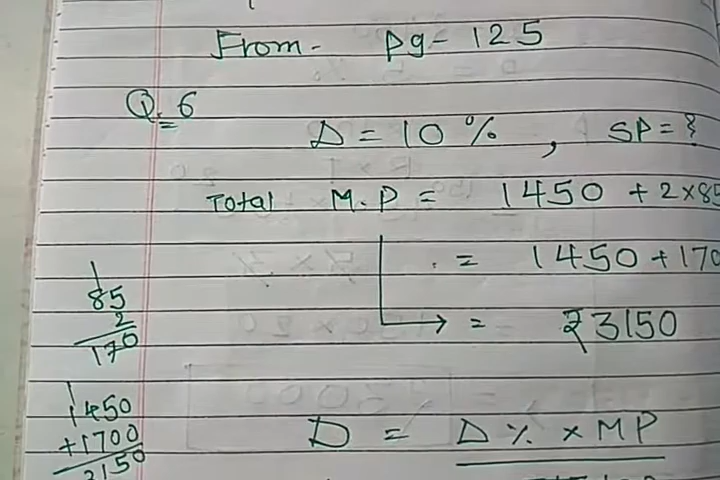 From- pg- 125
Q. 6
D = 10 % , SP = ?
Total M.P = 1450 + 2×85
= 1450 + 170
= ₹3150
85
2
170
1450
+1700
3150
D = D % × MP